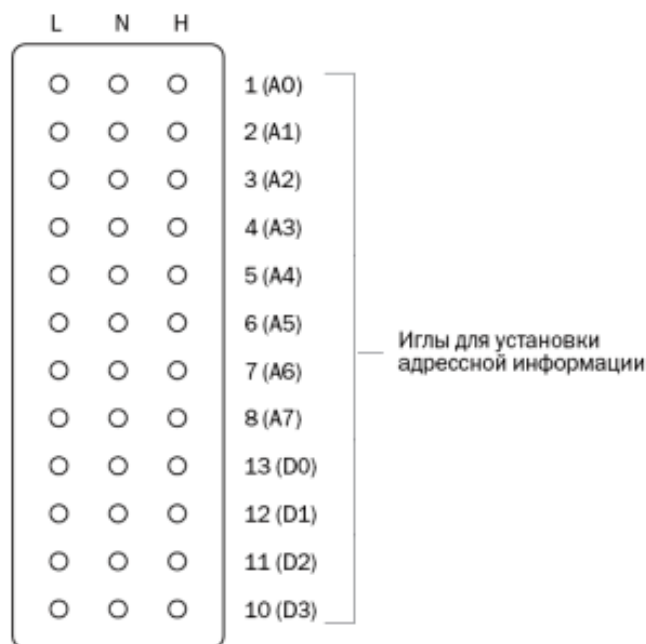 L N H
1 (A0)
2 (A1)
3 (A2)
4 (A3)
5 (A4)
6 (A5)
7 (A6)
8 (A7)
13 (D0)
12 (D1)
11 (D2)
10 (D3)
Иглы для установки
адрессной информации